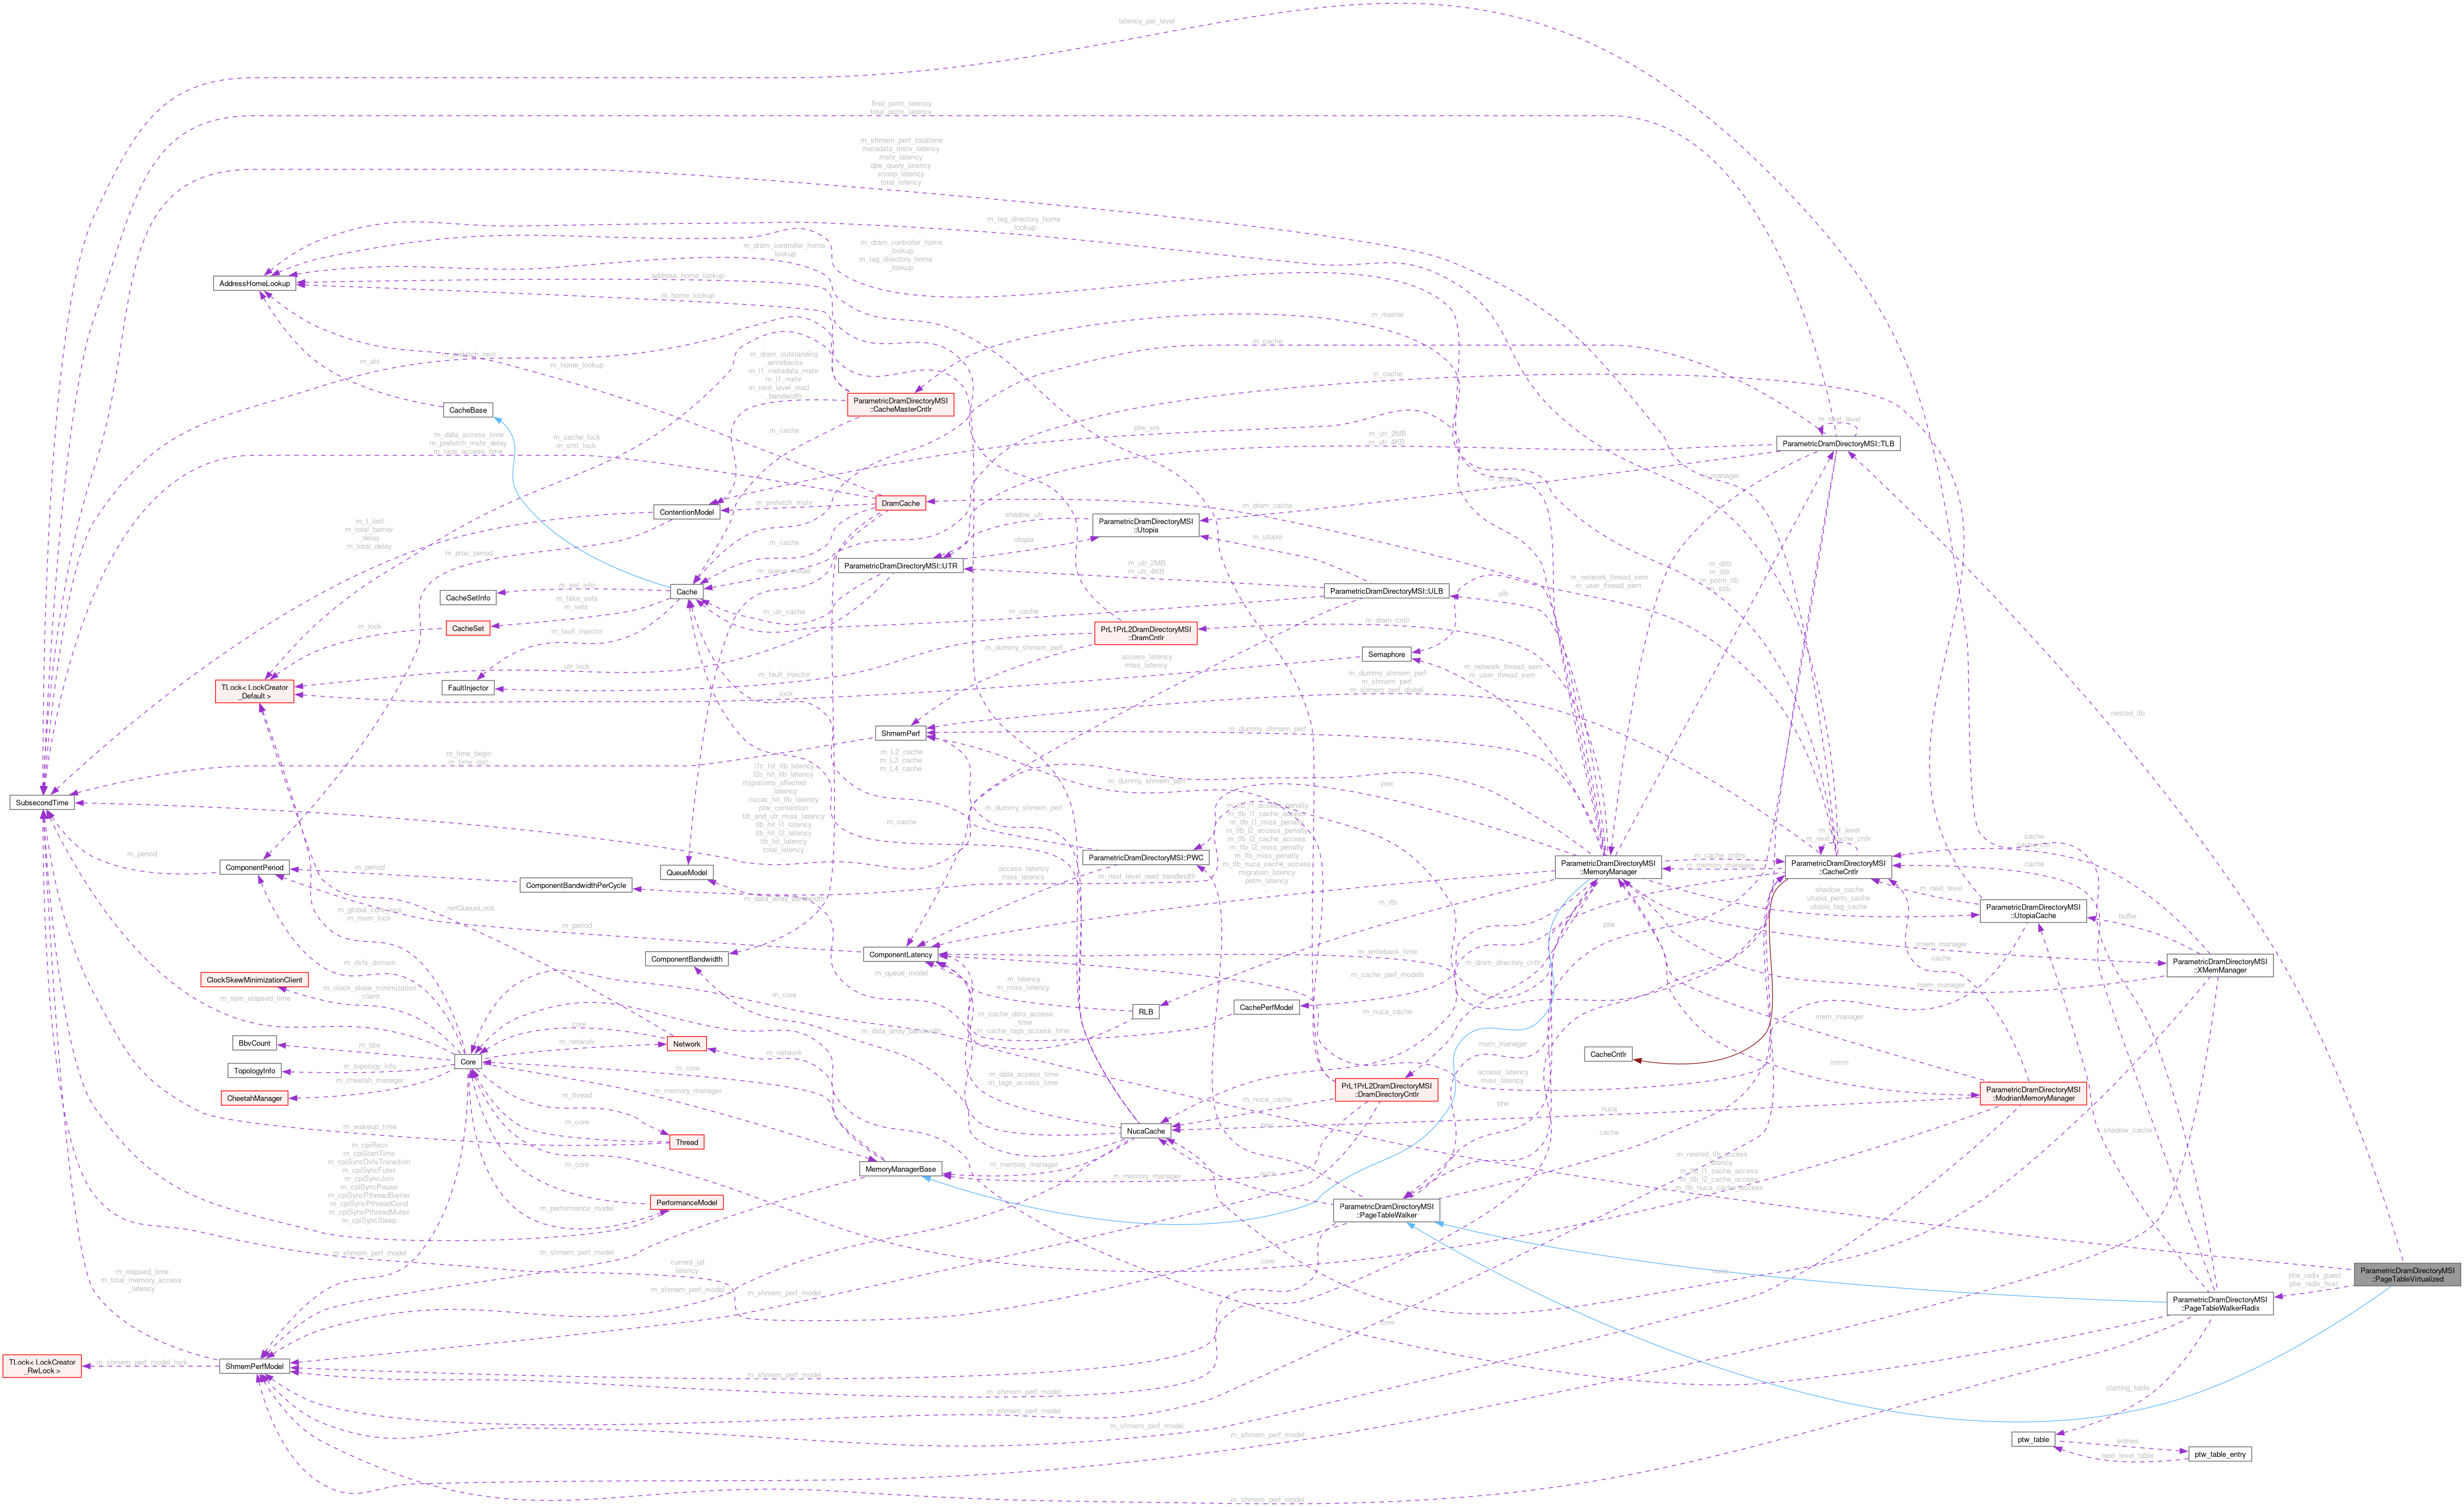 latency_per_level
final_potm_latency
total_potm_latency
m_shmem_perf_totaltime
metadata_mshr_latency
mshr_latency
qbs_query_latency
snoop_latency
total_latency
m_tag_directory_home
_lookup
m_dram_controller_home
_lookup
m_dram_controller_home
_lookup
m_tag_directory_home
_lookup
address_home_lookup
AddressHomeLookup
m_home_lookup
m_master
m_cache
m_ahl
m_prefetch_next
m_home_lookup
m_dram_outstanding
_writebacks
m_l1_metadata_mshr
m_l1_mshr
m_next_level_read
_bandwidth
m_cache
CacheBase
ParametricDramDirectoryMSI
::CacheMasterCntlr
m_next_level
ParametricDramDirectoryMSI::TLB
m_data_access_time
m_prefetch_mshr_delay
m_tags_access_time
m_cache_lock
m_smt_lock
m_cache
ptw_srs
m_utr_2MB
m_utr_4KB
m_utopia
m_manager
m_prefetch_mshr
DramCache
m_dram_cache
ContentionModel
shadow_utr
ParametricDramDirectoryMSI
::Utopia
m_t_last
m_total_barrier
_delay
m_total_delay
m_proc_period
m_cache
utopia
m_utopia
ParametricDramDirectoryMSI::UTR
m_queue_model
m_utr_2MB
m_utr_4KB
m_network_thread_sem
m_user_thread_sem
m_dtlb
m_itlb
m_potm_tlb
m_stlb
CacheSetInfo
m_set_info
Cache
ParametricDramDirectoryMSI::ULB
ulb
m_fake_sets
m_sets
m_utr_cache
m_cache
m_lock
CacheSet
m_fault_injector
PrL1PrL2DramDirectoryMSI
::DramCntlr
m_dram_cntlr
m_dummy_shmem_perf
Semaphore
access_latency
miss_latency
utr_lock
m_fault_injector
m_network_thread_sem
m_user_thread_sem
m_dummy_shmem_perf
m_shmem_perf
m_shmem_perf_global
TLock< LockCreator
_Default >
FaultInjector
lock
nested_tlb
ShmemPerf
m_dummy_shmem_perf
m_time_begin
m_time_last
m_L2_cache
m_L3_cache
m_L4_cache
l1c_hit_tlb_latency
l2c_hit_tlb_latency
migrations_affected
_latency
nucac_hit_tlb_latency
ptw_contention
tlb_and_utr_miss_latency
tlb_hit_l1_latency
tlb_hit_l2_latency
tlb_hit_latency
total_latency
m_dummy_shmem_perf
pwc
SubsecondTime
m_dummy_shmem_perf
m_cache
m_tlb_l1_access_penalty
m_tlb_l1_cache_access
m_tlb_l1_miss_penalty
m_tlb_l2_access_penalty
m_tlb_l2_cache_access
m_tlb_l2_miss_penalty
m_tlb_miss_penalty
m_tlb_nuca_cache_access
migration_latency
potm_latency
m_next_cache_cntlr
cache
m_period
ComponentPeriod
m_period
QueueModel
ParametricDramDirectoryMSI::PWC
ParametricDramDirectoryMSI
::MemoryManager
m_cache_cntlrs
m_memory_manager
ParametricDramDirectoryMSI
::CacheCntlr
cache
access_latency
miss_latency
m_next_level_read_bandwidth
ComponentBandwidthPerCycle
m_data_array_bandwidth
m_rlb
shadow_cache
utopia_perm_cache
utopia_tag_cache
m_next_level
ParametricDramDirectoryMSI
::UtopiaCache
buffer
m_global_core_lock
m_mem_lock
_netQueueLock
m_period
ptw
ComponentBandwidth
ComponentLatency
m_writeback_time
m_dram_directory_cntlr
xmem_manager
cache
ParametricDramDirectoryMSI
::XMemManager
m_dvfs_domain
m_queue_model
m_latency
m_miss_latency
m_cache_perf_models
ClockSkewMinimizationClient
m_clock_skew_minimization
_client
m_spin_elapsed_time
m_core
mem_manager
RLB
CachePerfModel
m_nuca_cache
mem_manager
m_cache_data_access
_time
m_cache_tags_access_time
core
m_data_array_bandwidth
BbvCount
m_bbv
m_network
Network
mem_manager
CacheCntlr
m_network
Core
m_topology_info
TopologyInfo
m_core
mmm
m_cheetah_manager
m_memory_manager
m_data_access_time
m_tags_access_time
PrL1PrL2DramDirectoryMSI
::DramDirectoryCntlr
access_latency
miss_latency
CheetahManager
m_thread
m_nuca_cache
ptw
ParametricDramDirectoryMSI
::ModrianMemoryManager
nuca
m_wakeup_time
m_core
Thread
NucaCache
pwc
cache
shadow_cache
m_cpiRecv
m_cpiStartTime
m_cpiSyncDvfsTransition
m_cpiSyncFutex
m_cpiSyncJoin
m_cpiSyncPause
m_cpiSyncPthreadBarrier
m_cpiSyncPthreadCond
m_cpiSyncPthreadMutex
m_cpiSyncSleep
m_core
MemoryManagerBase
m_memory_manager
m_memory_manager
nuca
m_nested_tlb_access
_latency
m_tlb_l1_cache_access
m_tlb_l2_cache_access
m_tlb_nuca_cache_access
PerformanceModel
m_performance_model
ParametricDramDirectoryMSI
::PageTableWalker
m_shmem_perf_model
m_shmem_perf_model
current_lat
latency
core
nuca
ParametricDramDirectoryMSI
::PageTableVirtualized
ptw_radix_guest
ptw_radix_host
m_elapsed_time
m_total_memory_access
_latency
m_shmem_perf_model
m_shmem_perf_model
ParametricDramDirectoryMSI
::PageTableWalkerRadix
core
TLock< LockCreator
_RwLock >
m_shmem_perf_model_lock
ShmemPerfModel
m_shmem_perf_model
m_shmem_perf_model
starting_table
m_shmem_perf_model
m_shmem_perf_model
m_shmem_perf_model
ptw_table
entries
next_level_table
ptw_table_entry
m_shmem_perf_model